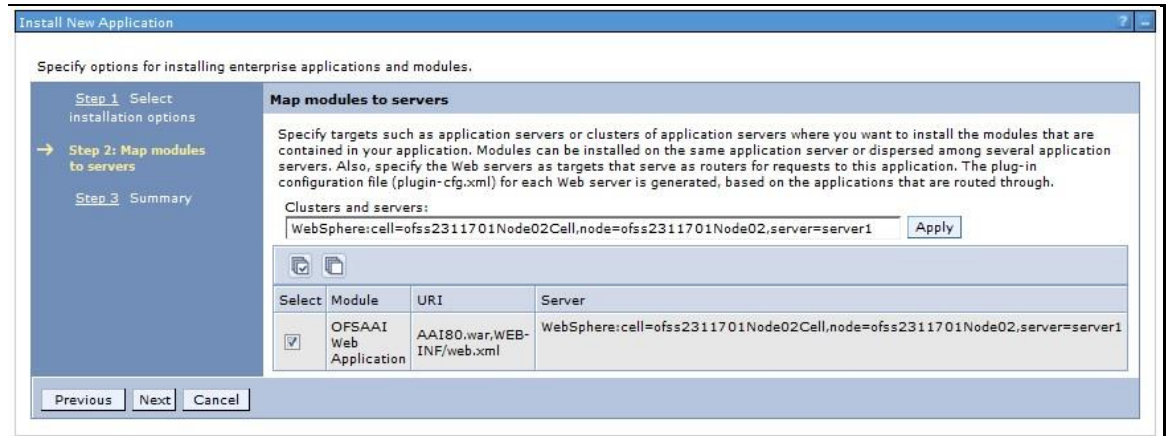 Install New Application
?
Specify options for installing enterprise applications and modules.
Step 1 Select
installation options
Step 2: Map modules
to servers
Step 3 Summary
Map modules to servers
Specify targets such as application servers or clusters of application servers where you want to install the modules that are
contained in your application. Modules can be installed on the same application server or dispersed among several application
servers. Also, specify the Web servers as targets that serve as routers for requests to this application. The plug-in
configuration file (plugin-cfg.xml) for each Web server is generated, based on the applications that are routed through.
Clusters and servers:
WebSphere:cell=ofss2311701Node02Cell,node=ofss2311701Node02,server=server1 Apply
Select Module URI Server
OFSAAI
Web
Application
AAI80.war,WEB-
INF/web.xml
WebSphere:cell=ofss2311701Node02Cell,node=ofss2311701Node02,server=server1
Previous Next Cancel